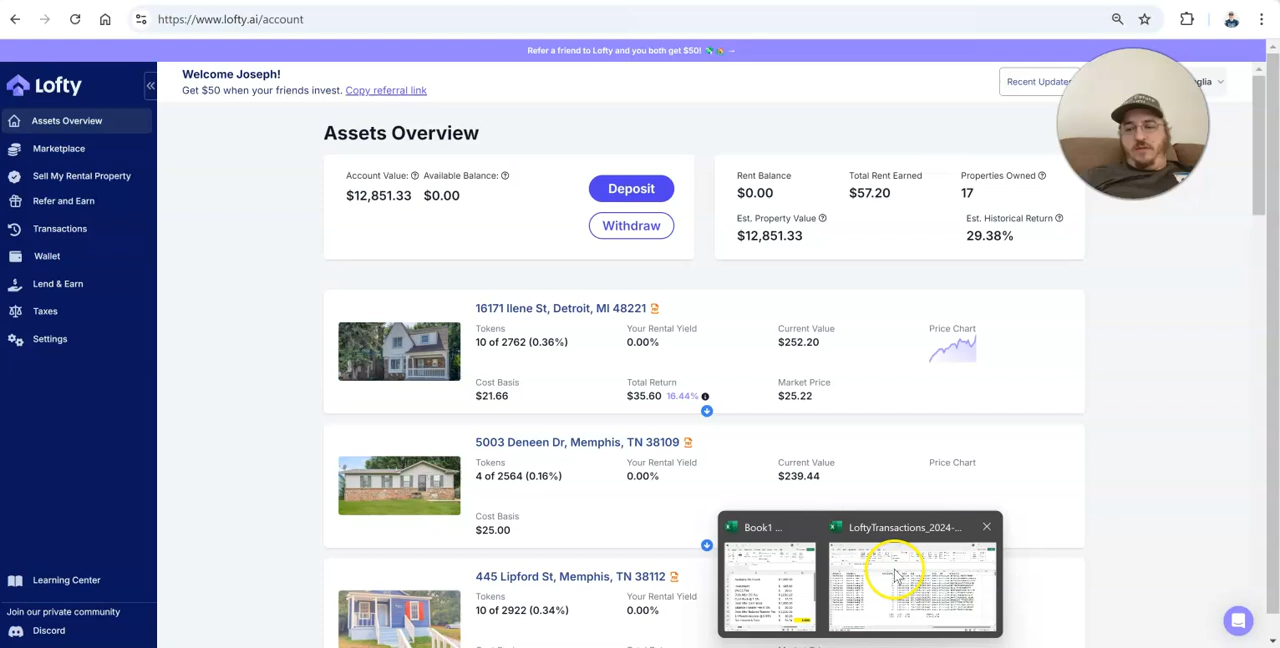 https://www.lofty.ai/account
Refer a friend to Lofty and you both get $50! 💸 🏠 →
Lofty
Welcome Joseph!
Get $50 when your friends invest. Copy referral link
Recent Update
glia
Assets Overview
Marketplace
Sell My Rental Property
Refer and Earn
Transactions
Wallet
Lend & Earn
Taxes
Settings
Learning Center
Join our private community
Discord
Assets Overview
Account Value: Available Balance:
$12,851.33 $0.00
Deposit
Withdraw
Rent Balance Total Rent Earned Properties Owned
$0.00 $57.20 17
Est. Property Value Est. Historical Return
$12,851.33 29.38%
16171 Ilene St, Detroit, MI 48221
Tokens Your Rental Yield Current Value Price Chart
10 of 2762 (0.36%) 0.00% $252.20
Cost Basis Total Return Market Price
$21.66 $35.60 16.44% $25.22
5003 Deneen Dr, Memphis, TN 38109
Tokens Your Rental Yield Current Value Price Chart
4 of 2564 (0.16%) 0.00% $239.44
Cost Basis
$25.00
445 Lipford St, Memphis, TN 38112
Tokens Your Rental Yield
10 of 2922 (0.34%) 0.00%
Book1 ...
LoftyTransactions_2024-...